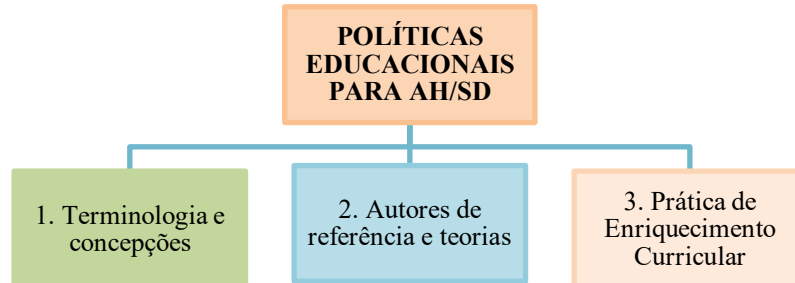 POLÍTICAS
EDUCACIONAIS
PARA AH/SD
1. Terminologia e
concepções
2. Autores de
referência e teorias
3. Prática de
Enriquecimento
Curricular